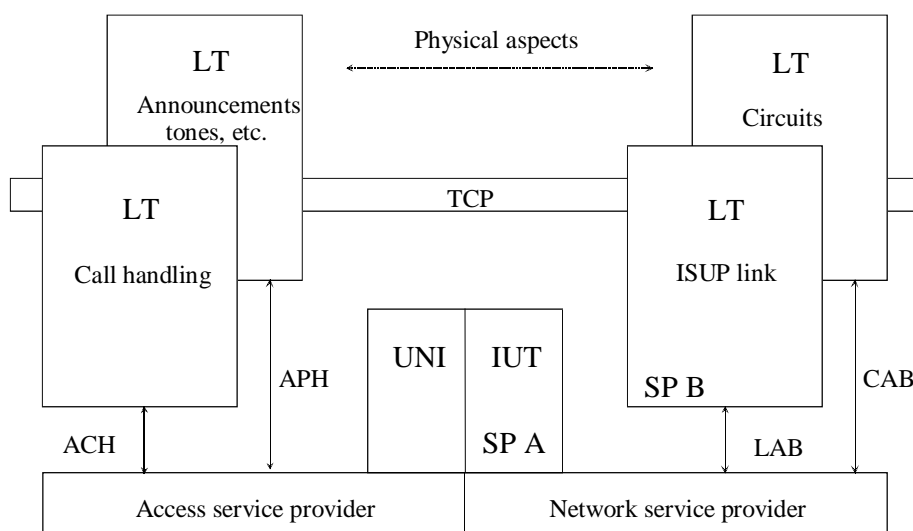 Physical aspects
LT
Announcements
tones, etc.
LT
Circuits
TCP
LT
Call handling
LT
ISUP link
UNI
IUT
APH
SP B
CAB
ACH
SP A
LAB
Access service provider
Network service provider